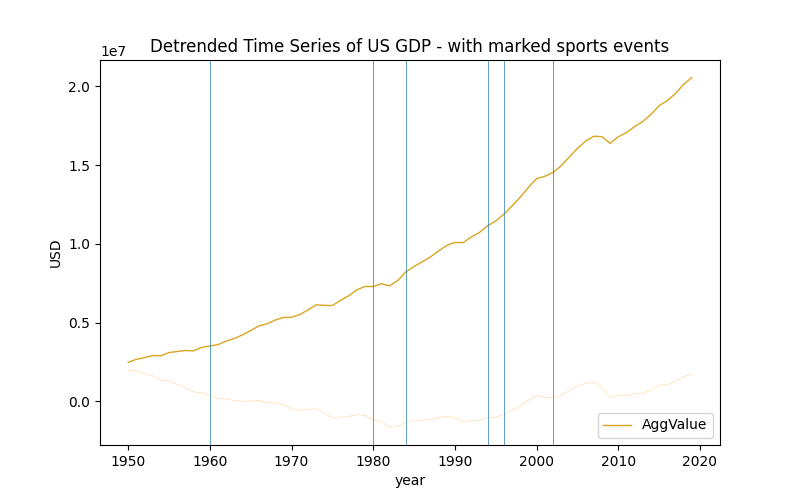 Detrended Time Series of US GDP - with marked sports events
1e7
2.0
1.5
1.0
0.5
0.0
USD
AggValue
1950 1960 1970 1980 1990 2000 2010 2020
year